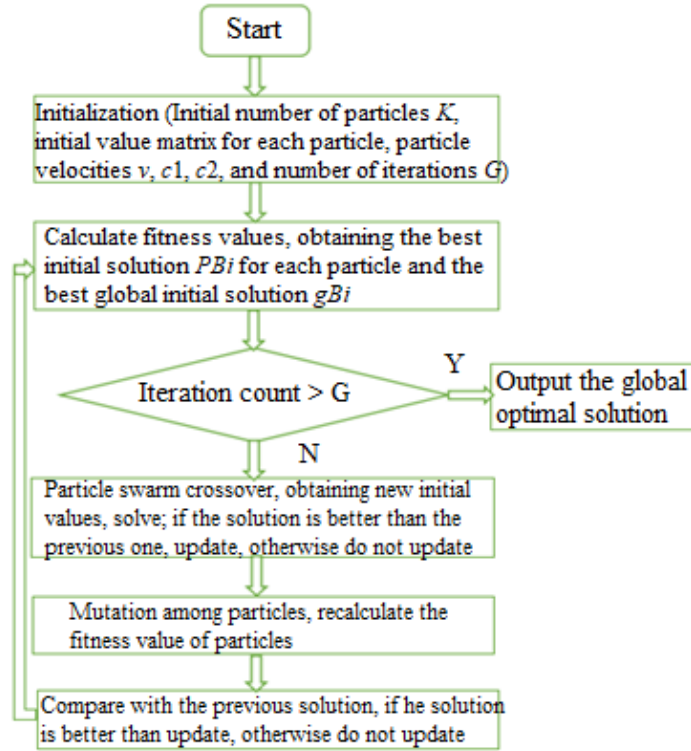 Start
Initialization (Initial number of particles K,
initial value matrix for each particle, particle
velocities v, c1, c2, and number of iterations G)
Calculate fitness values, obtaining the best
initial solution PBi for each particle and the
best global initial solution gBi
Iteration count > G
Y
Output the global
optimal solution
N
Particle swarm crossover, obtaining new initial
values, solve; if the solution is better than the
previous one, update, otherwise do not update
Mutation among particles, recalculate the
fitness value of particles
Compare with the previous solution, if he solution
is better than update, otherwise do not update